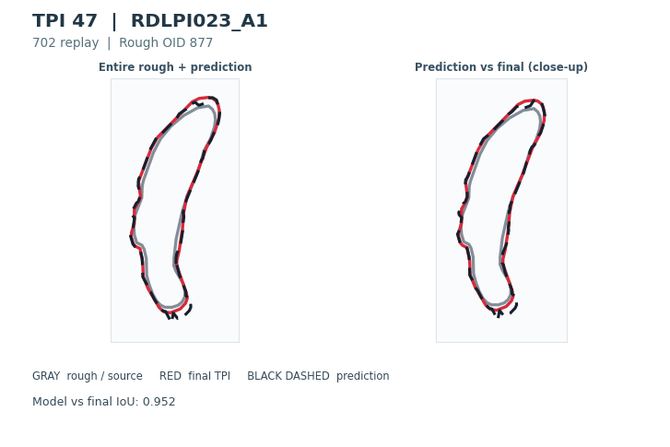 TPI 47 | RDLPI023_A1
702 replay | Rough OID 877
Entire rough + prediction
Prediction vs final (close-up)
GRAY rough / source RED final TPI BLACK DASHED prediction
Model vs final IoU: 0.952